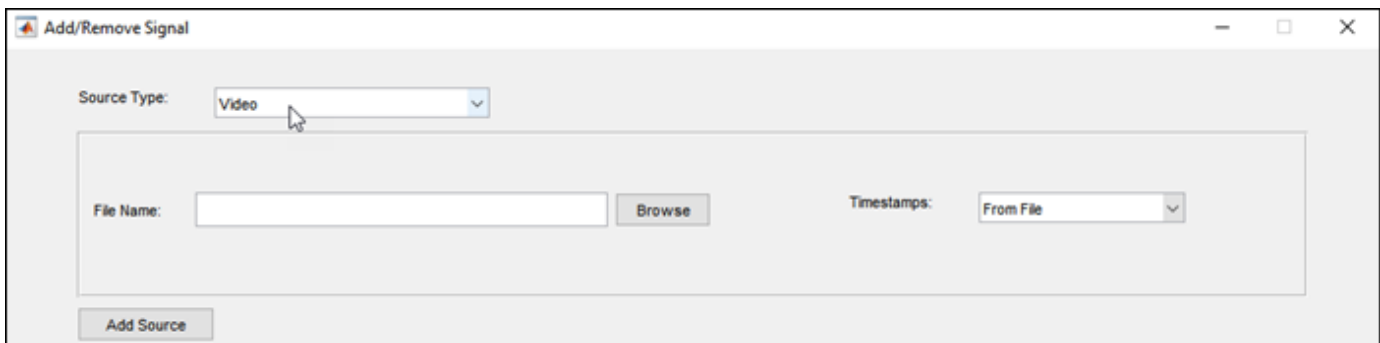 Add/Remove Signal
Source Type: Video
File Name: Browse Timestamps: From File
Add Source